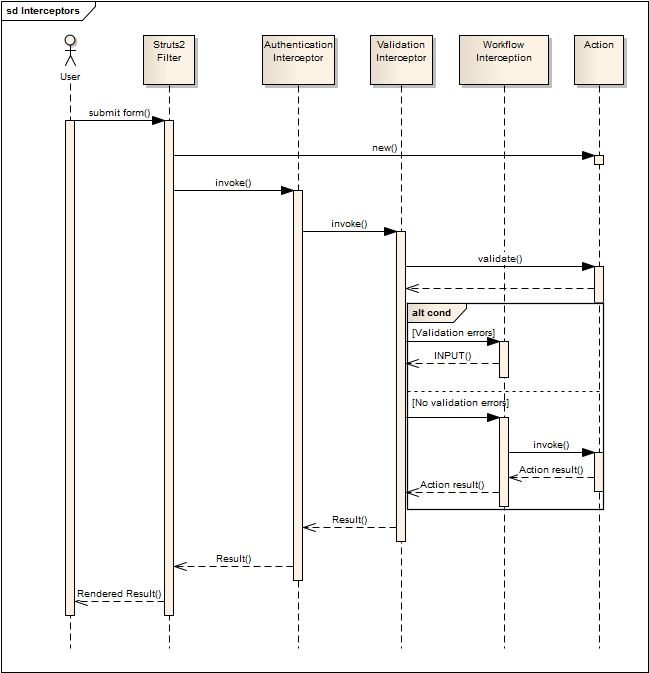 sd Interceptors
User
Struts2
Filter
Authentication
Interceptor
Validation
Interceptor
Workflow
Interception
Action
submit form()
new()
invoke()
invoke()
validate()
alt cond
[Validation errors]
INPUT()
[No validation errors]
invoke()
Action result()
Action result()
Result()
Result()
Rendered Result()